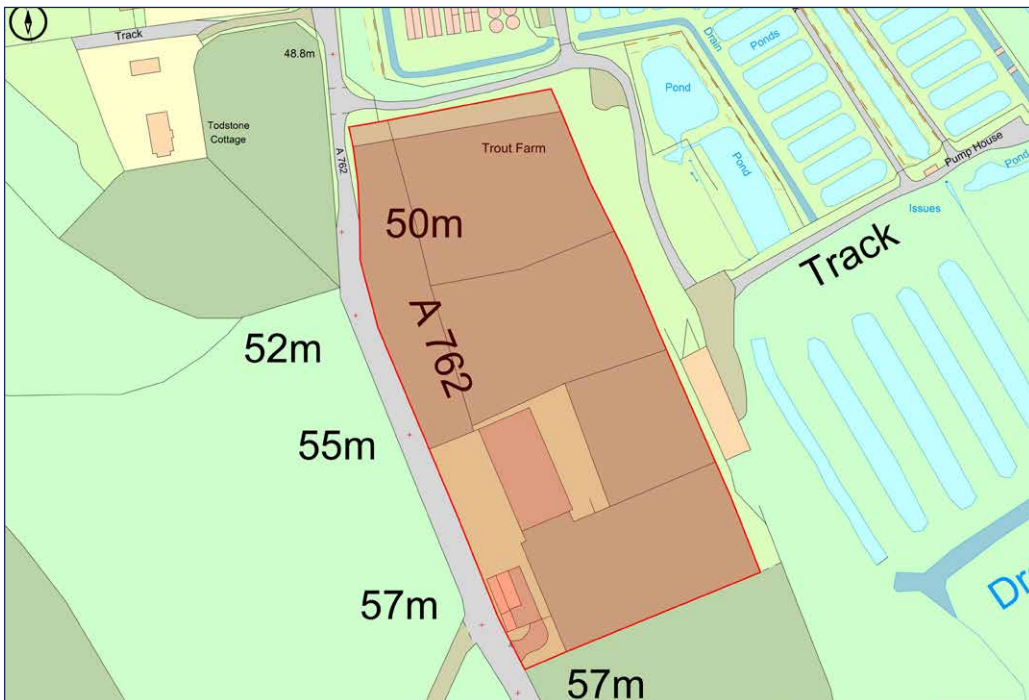 Track
48.8m
Drain
Ponds
Pond
Todstone
Cottage
A 762
Trout Farm
Pond
Pump House
Pond
Issues
50m
Track
A 762
52m
55m
57m
57m